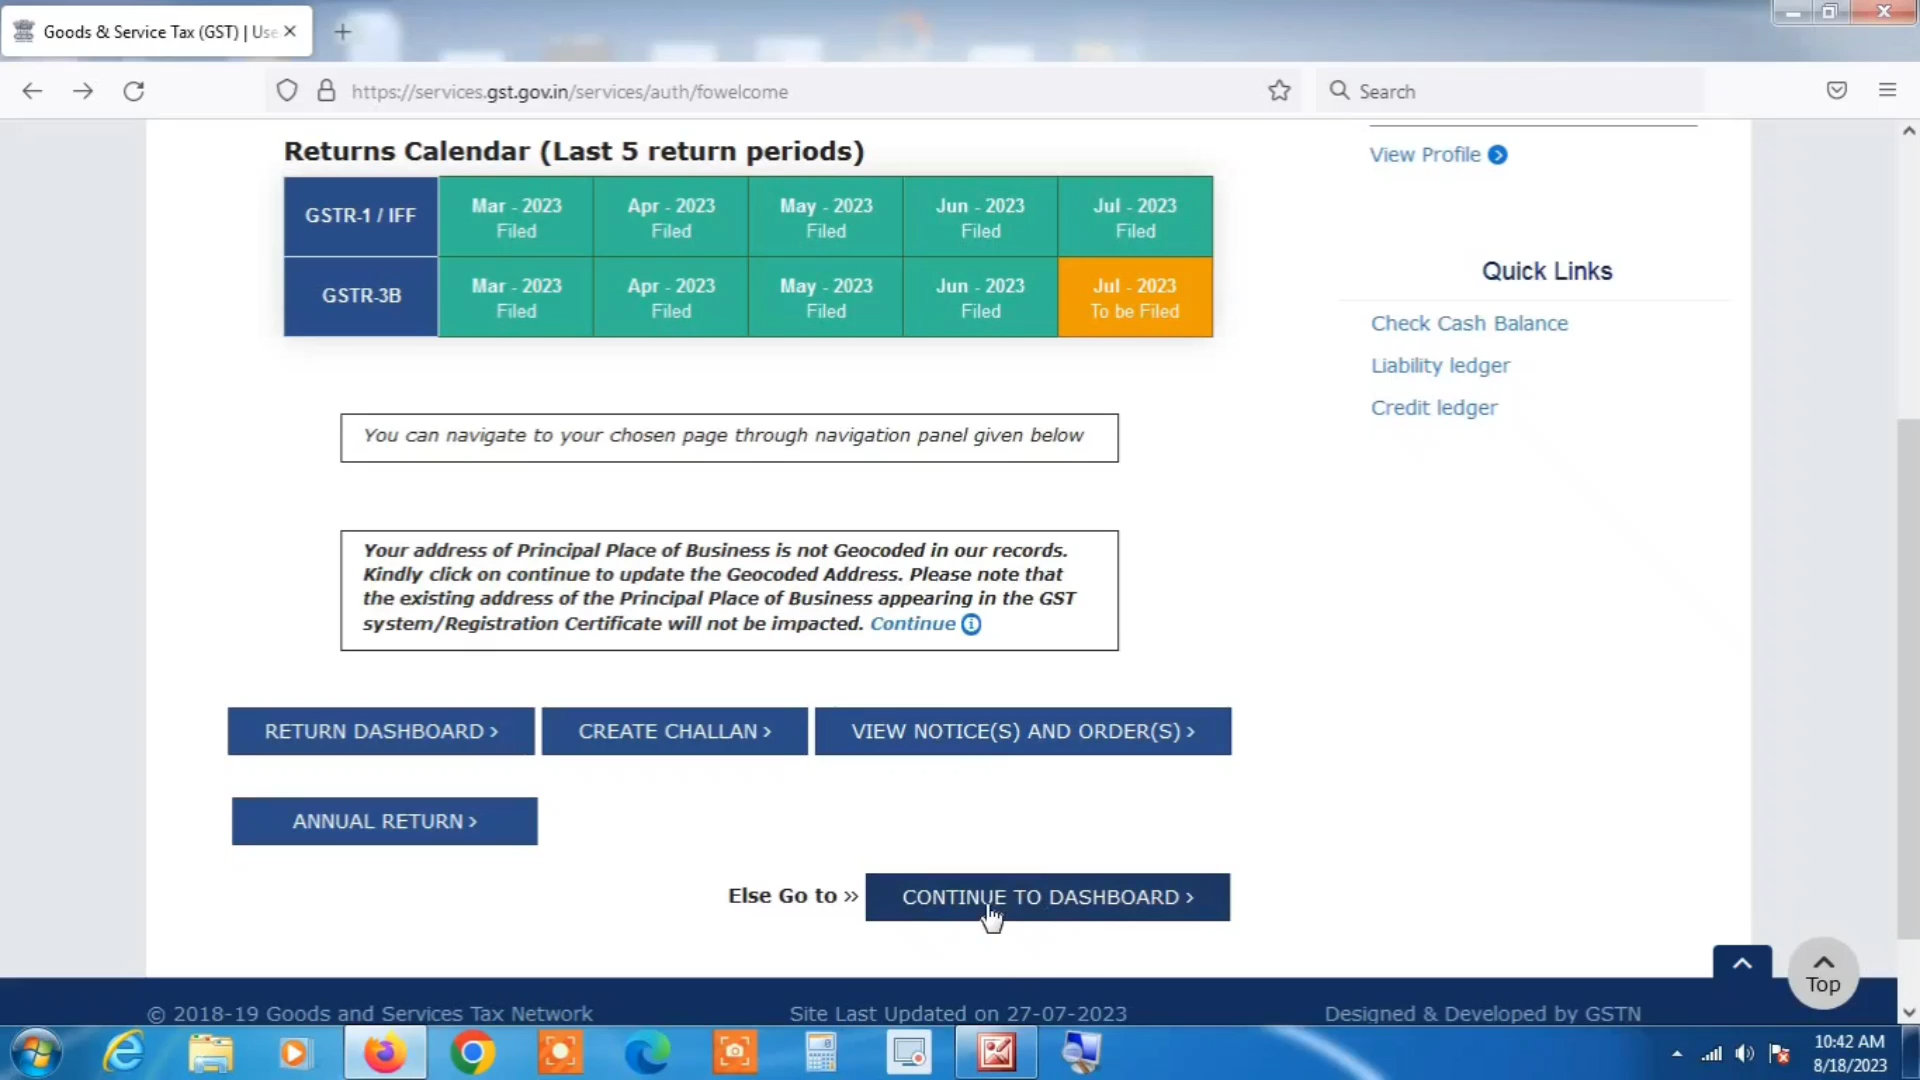 Goods & Service Tax (GST) | Use
https://services.gst.gov.in/services/auth/fowelcome
Search
Returns Calendar (Last 5 return periods)
GSTR-1 / IFF
Mar - 2023
Filed
Apr - 2023
Filed
May - 2023
Filed
Jun - 2023
Filed
Jul - 2023
Filed
GSTR-3B
Mar - 2023
Filed
Apr - 2023
Filed
May - 2023
Filed
Jun - 2023
Filed
Jul - 2023
To be Filed
View Profile
Quick Links
Check Cash Balance
Liability ledger
Credit ledger
You can navigate to your chosen page through navigation panel given below
Your address of Principal Place of Business is not Geocoded in our records.
Kindly click on continue to update the Geocoded Address. Please note that
the existing address of the Principal Place of Business appearing in the GST
system/Registration Certificate will not be impacted. Continue
RETURN DASHBOARD >
CREATE CHALLAN >
VIEW NOTICE(S) AND ORDER(S) >
ANNUAL RETURN >
Else Go to »
CONTINUE TO DASHBOARD >
Top
© 2018-19 Goods and Services Tax Network
Site Last Updated on 27-07-2023
Designed & Developed by GSTN
10:42 AM
8/18/2023